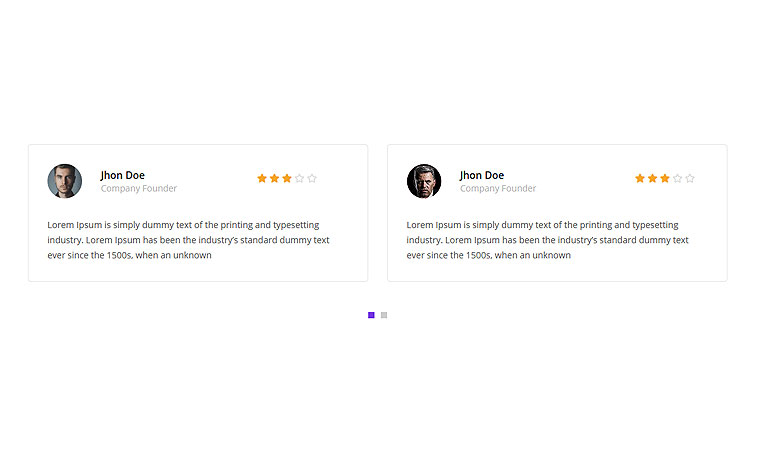 Jhon Doe
Company Founder
Lorem Ipsum is simply dummy text of the printing and typesetting
industry. Lorem Ipsum has been the industry's standard dummy text
ever since the 1500s, when an unknown
Jhon Doe
Company Founder
Lorem Ipsum is simply dummy text of the printing and typesetting
industry. Lorem Ipsum has been the industry's standard dummy text
ever since the 1500s, when an unknown